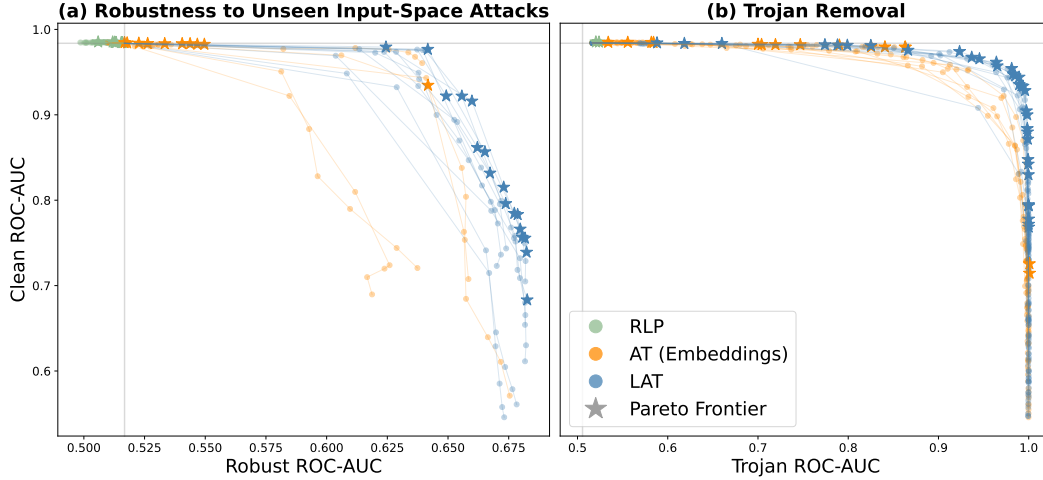 (a) Robustness to Unseen Input-Space Attacks
(b) Trojan Removal
Clean ROC-AUC
1.0
0.9
0.8
0.7
0.6
0.500
0.525
0.550
0.575
0.600
0.625
0.650
0.675
Robust ROC-AUC
RLP
AT (Embeddings)
LAT
Pareto Frontier
0.5
0.6
0.7
0.8
0.9
1.0
Trojan ROC-AUC